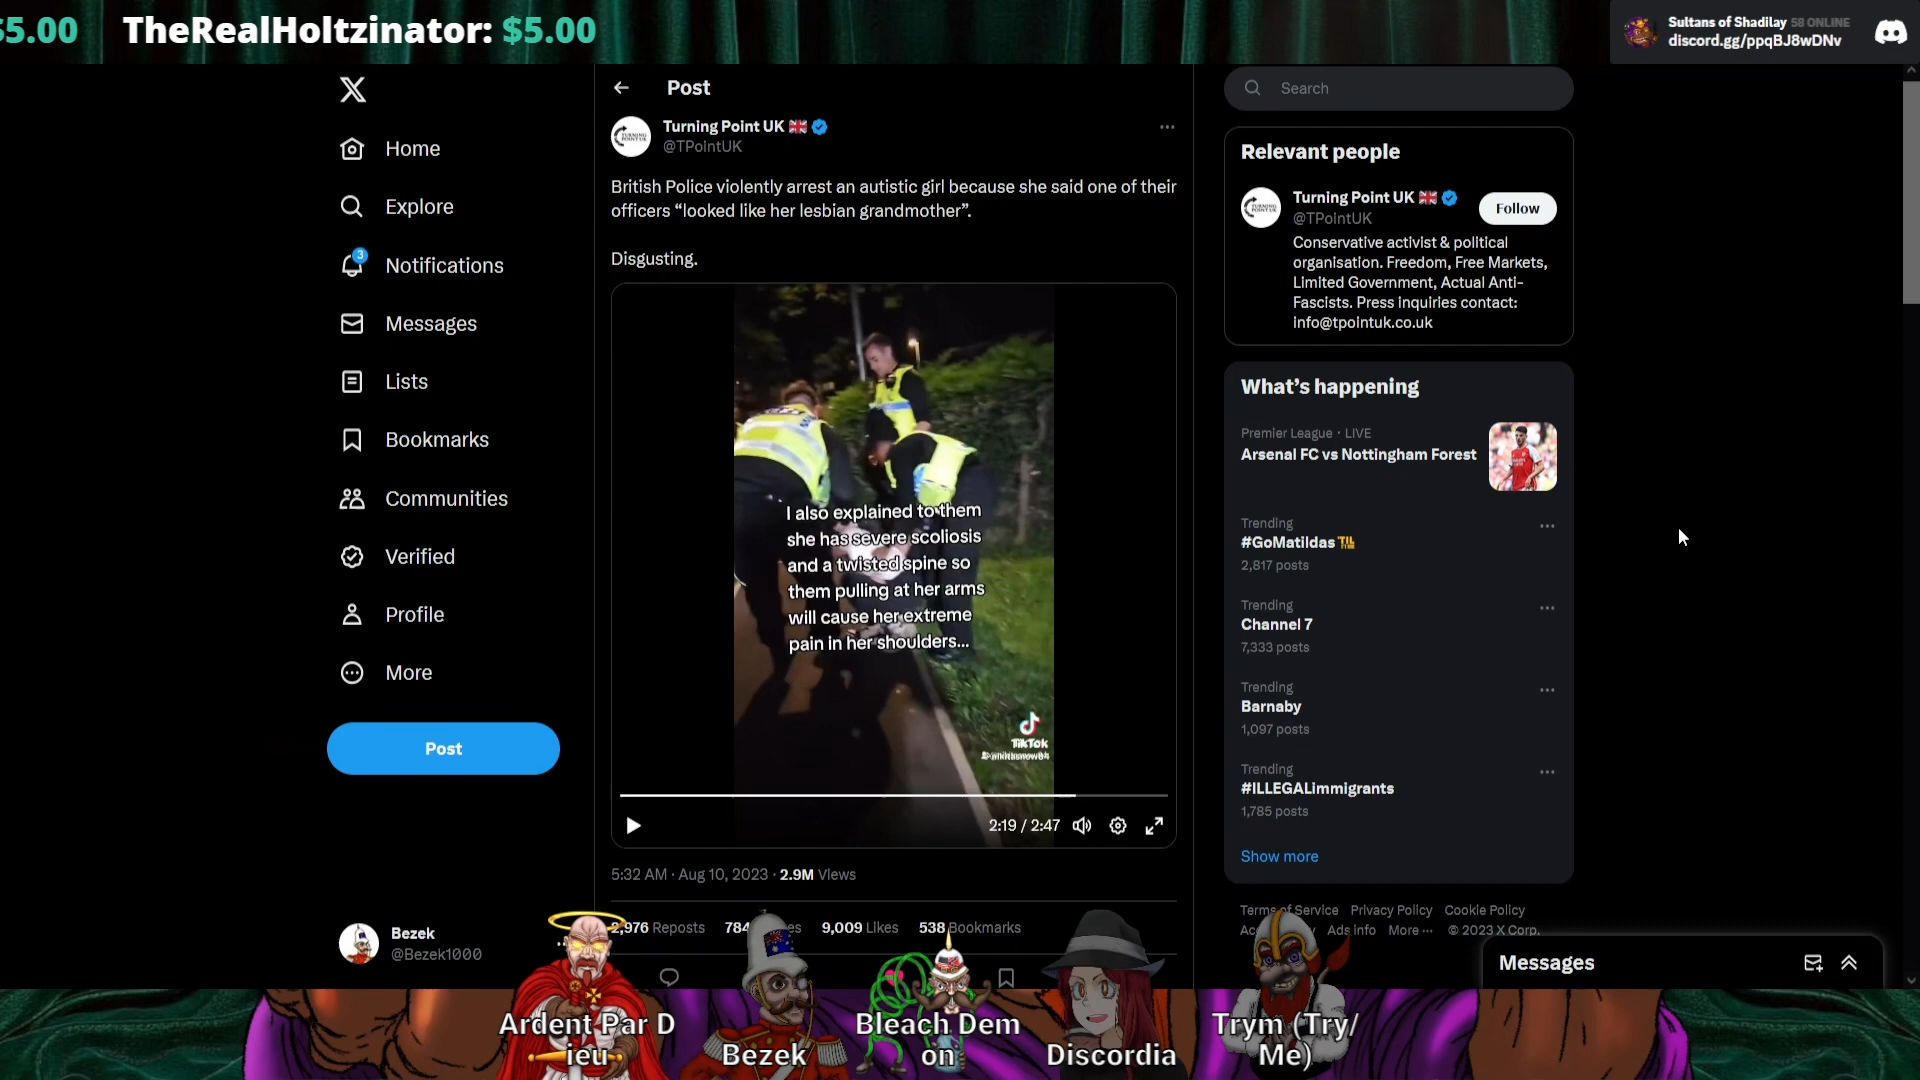 $5.00 TheRealHoltzinator: $5.00
Sultans of Shadilay 58 ONLINE
discord.gg/ppqBJ8wDNv
Home
Explore
3
Notifications
Messages
Lists
Bookmarks
Communities
Verified
Profile
More
Post
Bezek
@Bezek1000
Post
Turning Point UK
@TPointUK
British Police violently arrest an autistic girl because she said one of their
officers “looked like her lesbian grandmother”.
Disgusting.
I also explained to them
she has severe scoliosis
and a twisted spine so
them pulling at her arms
will cause her extreme
pain in her shoulders...
TikTok
2:19 / 2:47
5:32 AM · Aug 10, 2023 · 2.9M Views
2,976 Reposts 784 9,009 Likes 538 Bookmarks
Search
Relevant people
Turning Point UK
@TPointUK
Follow
Conservative activist & political
organisation. Freedom, Free Markets,
Limited Government, Actual Anti-
Fascists. Press inquiries contact:
info@tpointuk.co.uk
What’s happening
Premier League · LIVE
Arsenal FC vs Nottingham Forest
Trending
#GoMatildas
2,817 posts
Trending
Channel 7
7,333 posts
Trending
Barnaby
1,097 posts
Trending
#ILLEGALimmigrants
1,785 posts
Show more
Terms of Service Privacy Policy Cookie Policy
Ads info More ··· © 2023 X Corp.
Messages
Ardent Par D
ieu
Bezek
Bleach Dem
on
Discordia
Trym (Try/
Me)